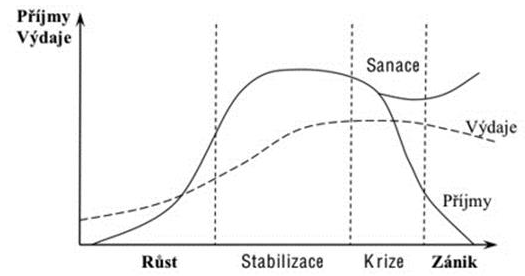 Příjmy
Výdaje
Sanace
Výdaje
Příjmy
Růst Stabilizace Krize Zánik